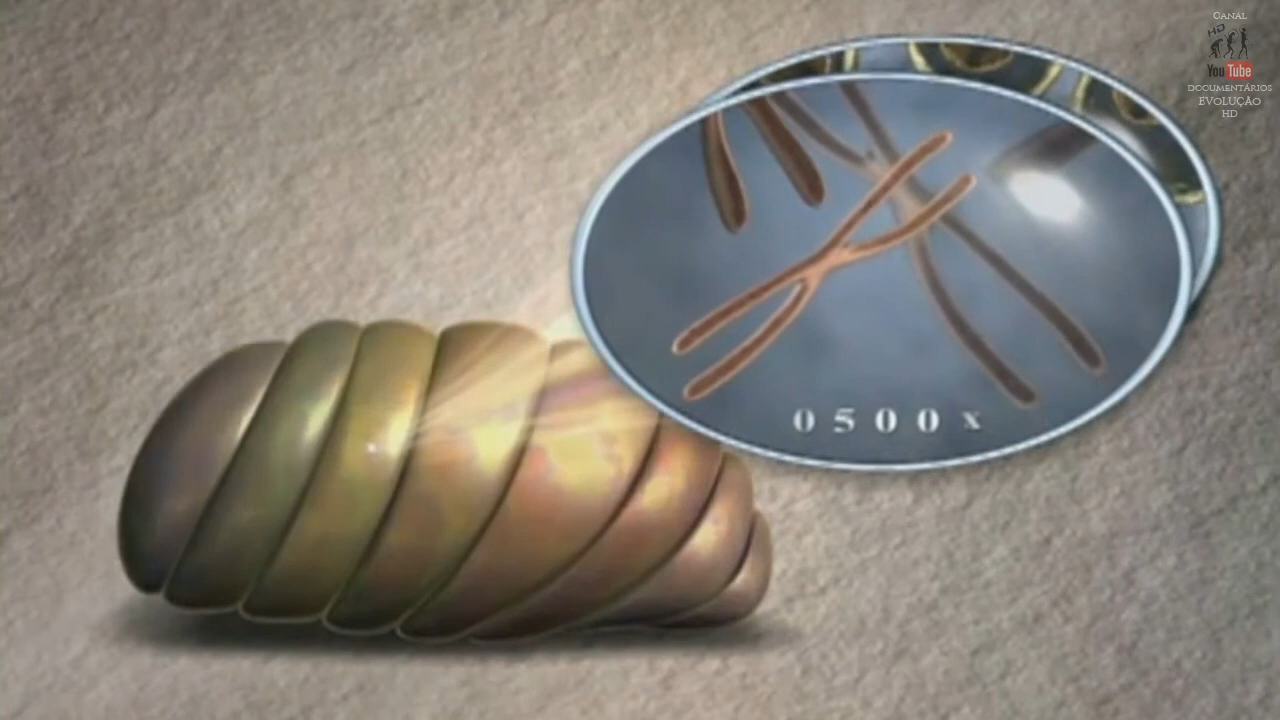 CANAL
HD
YouTube
DOCUMENTÁRIOS
EVOLUÇÃO
HD
0500x